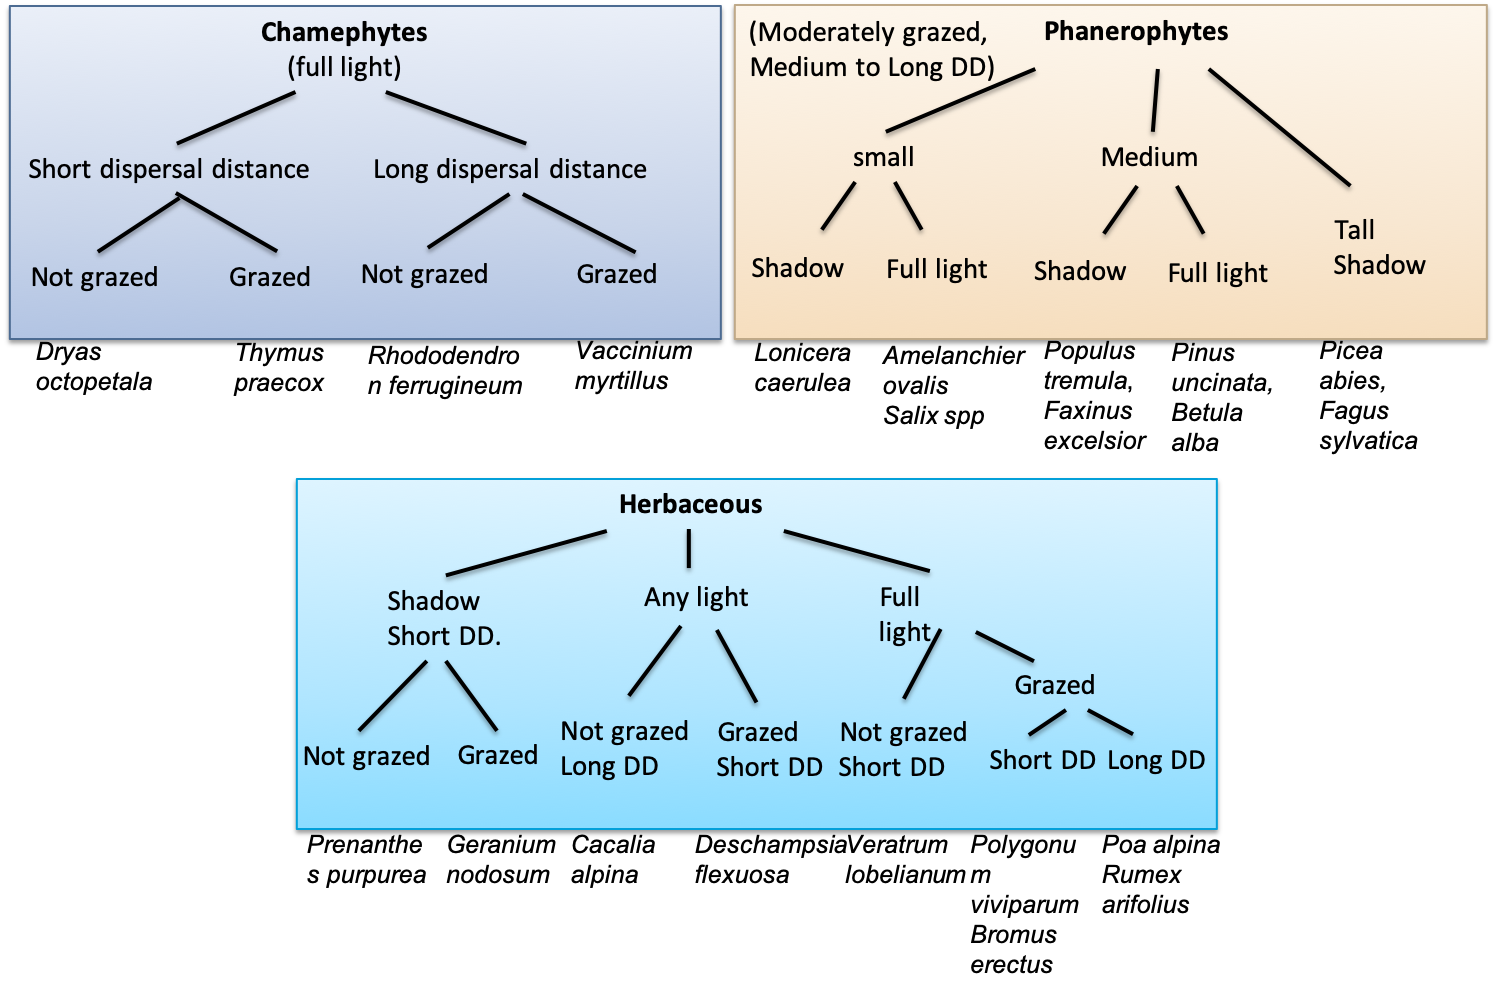 Chamephytes
(full light)
Short dispersal distance
Long dispersal distance
Not grazed
Grazed
Not grazed
Grazed
Dryas
octopetala
Thymus
praecox
Rhododendro
n ferrugineum
Vaccinium
myrtillus
(Moderately grazed,
Medium to Long DD)
Phanerophytes
small
Medium
Tall
Shadow
Shadow
Full light
Shadow
Full light
Lonicera
caerulea
Amelanchier
ovalis
Salix spp
Populus
tremula,
Faxinus
excelsior
Pinus
uncinata,
Betula
alba
Picea
abies,
Fagus
sylvatica
Herbaceous
Shadow
Short DD.
Any light
Full
light
Grazed
Not grazed
Grazed
Not grazed
Long DD
Grazed
Short DD
Not grazed
Short DD
Short DD
Long DD
Prenanthe
s purpurea
Geranium
nodosum
Cacalia
alpina
Deschampsia
flexuosa
Veratrum
lobelianum
Polygonu
m
viviparum
Bromus
erectus
Poa alpina
Rumex
arifolius